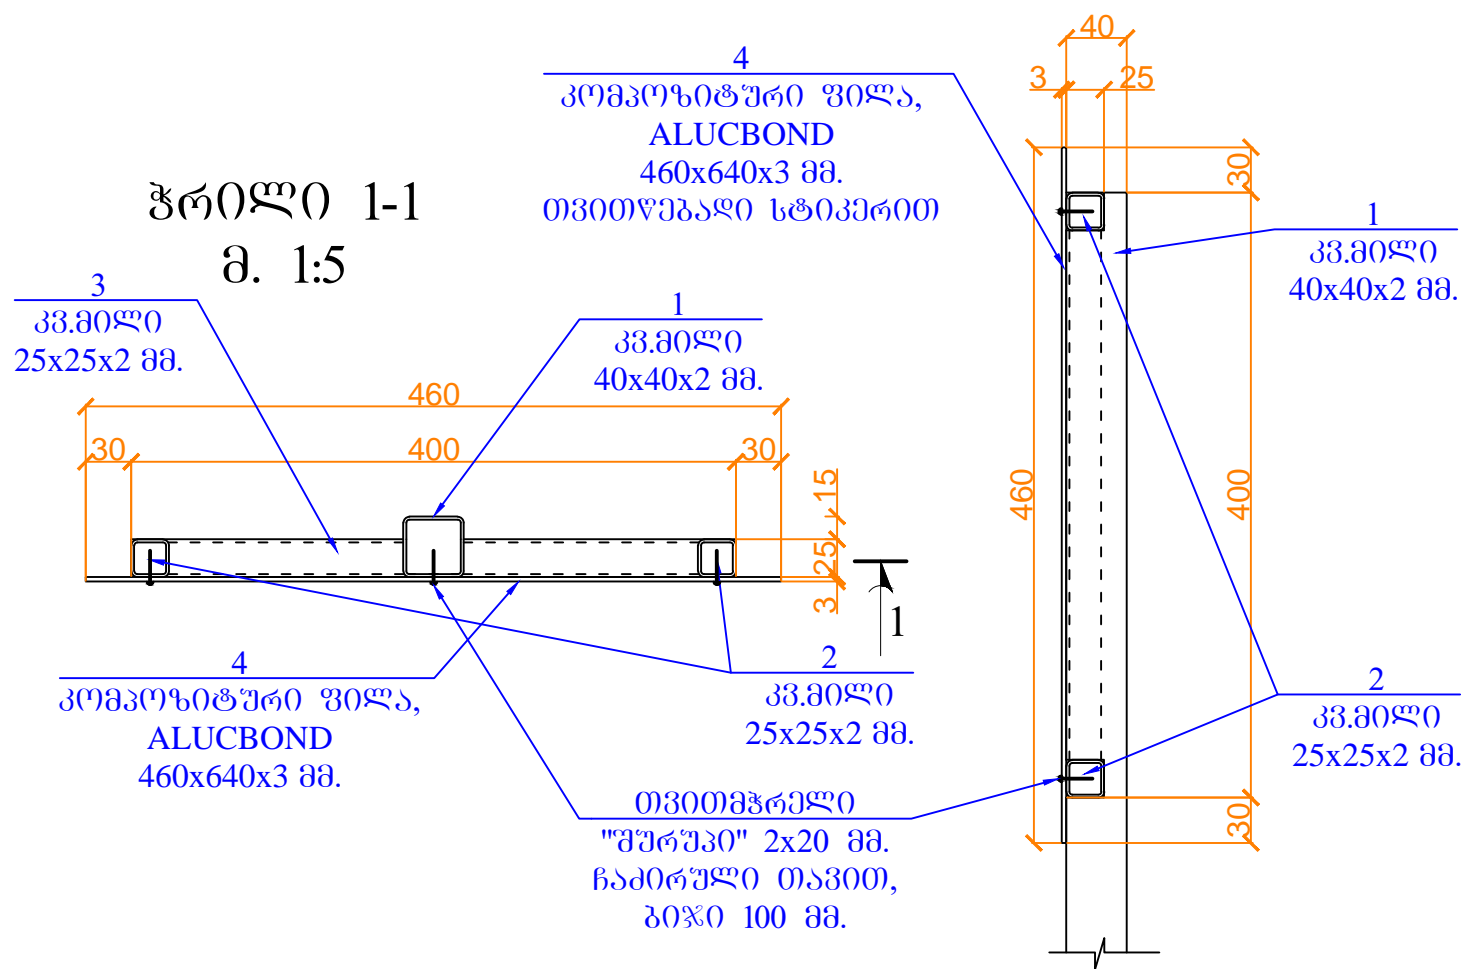 40
3
25
4
კომპოზიტური ფილა,
ALUCBOND
460x640x3 მმ.
თვითწებადი სტიკერით
ჭრილი 1-1
მ. 1:5
30
1
კვ.მილი
40x40x2 მმ.
3
კვ.მილი
25x25x2 მმ.
1
კვ.მილი
40x40x2 მმ.
460
30
400
30
15
25
3
1
460
400
4
კომპოზიტური ფილა,
ALUCBOND
460x640x3 მმ.
2
კვ.მილი
25x25x2 მმ.
2
კვ.მილი
25x25x2 მმ.
თვითმჭრელი
"შურუპი" 2x20 მმ.
ჩაძირული თავით,
ბიჯი 100 მმ.
30